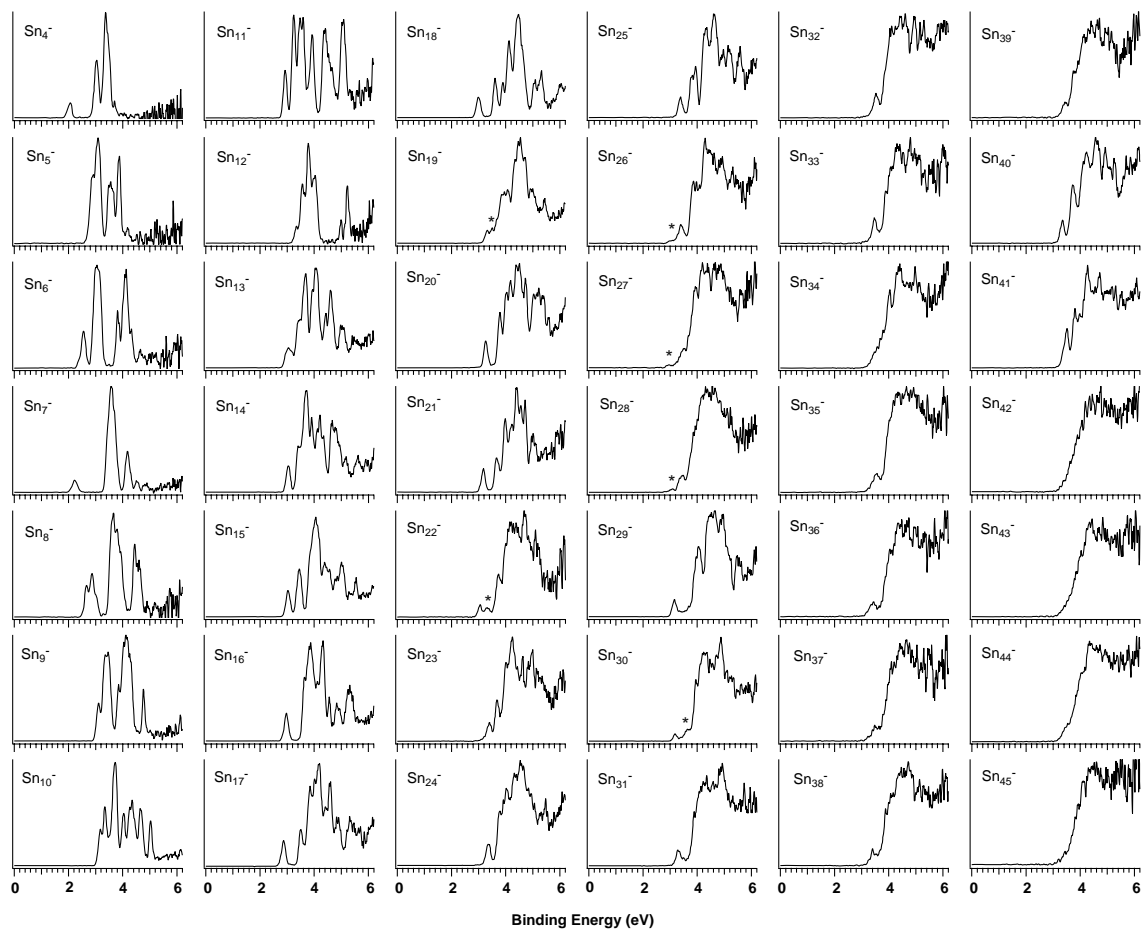 Sn4- Sn11- Sn18- Sn25- Sn32- Sn39-
Sn5- Sn12- Sn19- * Sn26- * Sn33- Sn40-
Sn6- Sn13- Sn20- Sn27- * Sn34- Sn41-
Sn7- Sn14- Sn21- Sn28- * Sn35- Sn42-
Sn8- Sn15- Sn22- * Sn29- Sn36- Sn43-
Sn9- Sn16- Sn23- Sn30- * Sn37- Sn44-
Sn10- Sn17- Sn24- Sn31- Sn38- Sn45-
0 2 4 6 0 2 4 6 0 2 4 6 0 2 4 6 0 2 4 6 0 2 4 6
Binding Energy (eV)